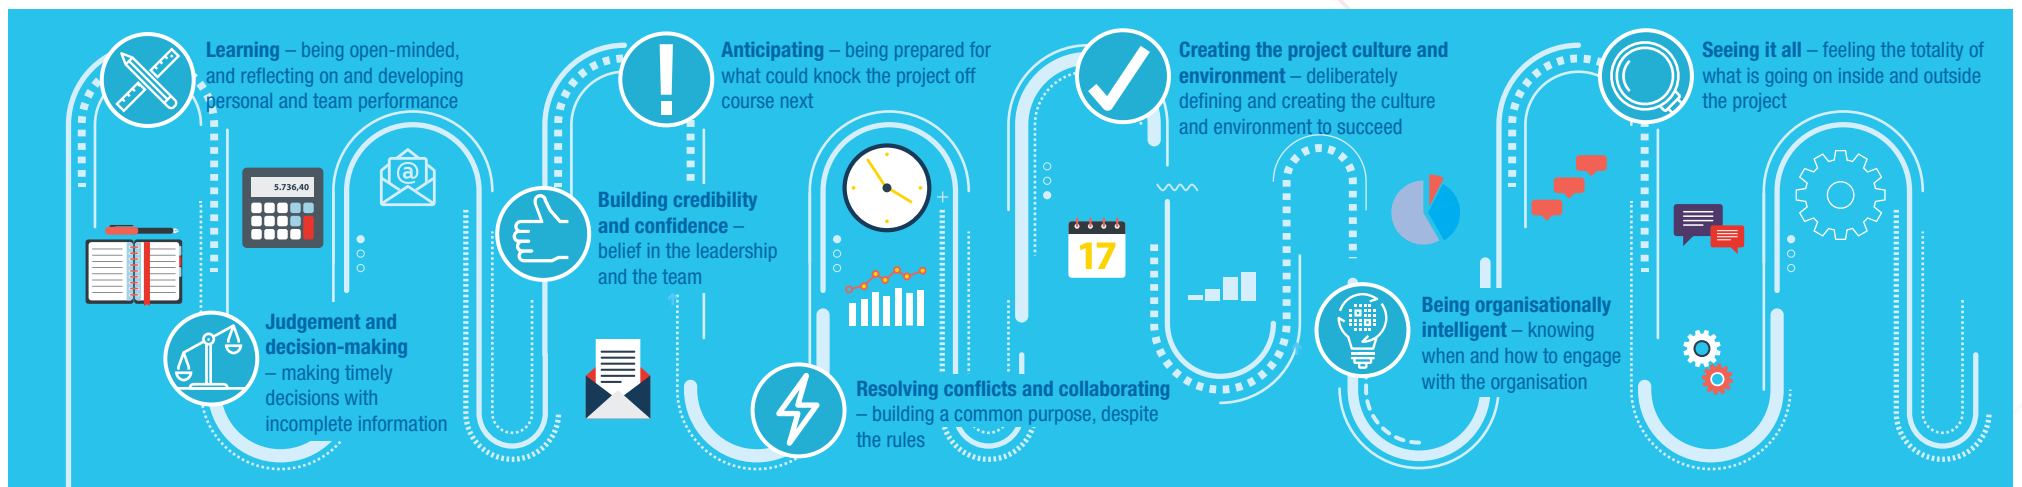 Learning – being open-minded,
and reflecting on and developing
personal and team performance
5.736,40
@
Judgement and
decision-making
– making timely
decisions with
incomplete information
Building credibility
and confidence –
belief in the leadership
and the team
Anticipating – being prepared for
what could knock the project off
course next
Resolving conflicts and collaborating
– building a common purpose, despite
the rules
17
Creating the project culture and
environment – deliberately
defining and creating the culture
and environment to succeed
Being organisationally
intelligent – knowing
when and how to engage
with the organisation
Seeing it all – feeling the totality of
what is going on inside and outside
the project